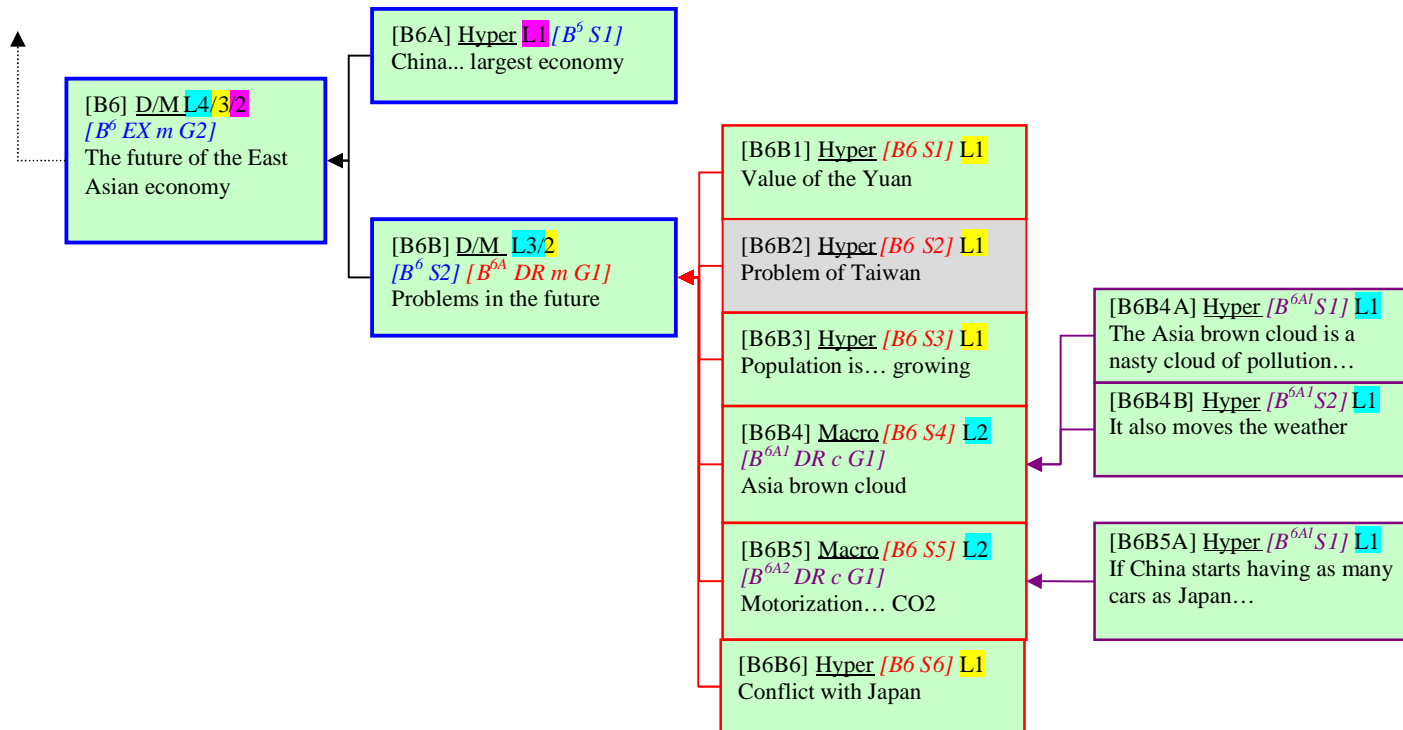 [B6A] Hyper L1 [B⁶ S1]
China... largest economy
[B6] D/M L4/3/2
[B⁶ EX m G2]
The future of the East
Asian economy
[B6B] D/M L3/2
[B⁶ S2] [B⁶ᴬ DR m G1]
Problems in the future
[B6B1] Hyper [B6 S1] L1
Value of the Yuan
[B6B2] Hyper [B6 S2] L1
Problem of Taiwan
[B6B3] Hyper [B6 S3] L1
Population is… growing
[B6B4] Macro [B6 S4] L2
[B⁶ᴬ¹ DR c G1]
Asia brown cloud
[B6B5] Macro [B6 S5] L2
[B⁶ᴬ² DR c G1]
Motorization… CO2
[B6B6] Hyper [B6 S6] L1
Conflict with Japan
[B6B4A] Hyper [B⁶ᴬ¹ S1] L1
The Asia brown cloud is a
nasty cloud of pollution…
[B6B4B] Hyper [B⁶ᴬ¹ S2] L1
It also moves the weather
[B6B5A] Hyper [B⁶ᴬ¹ S1] L1
If China starts having as many
cars as Japan…